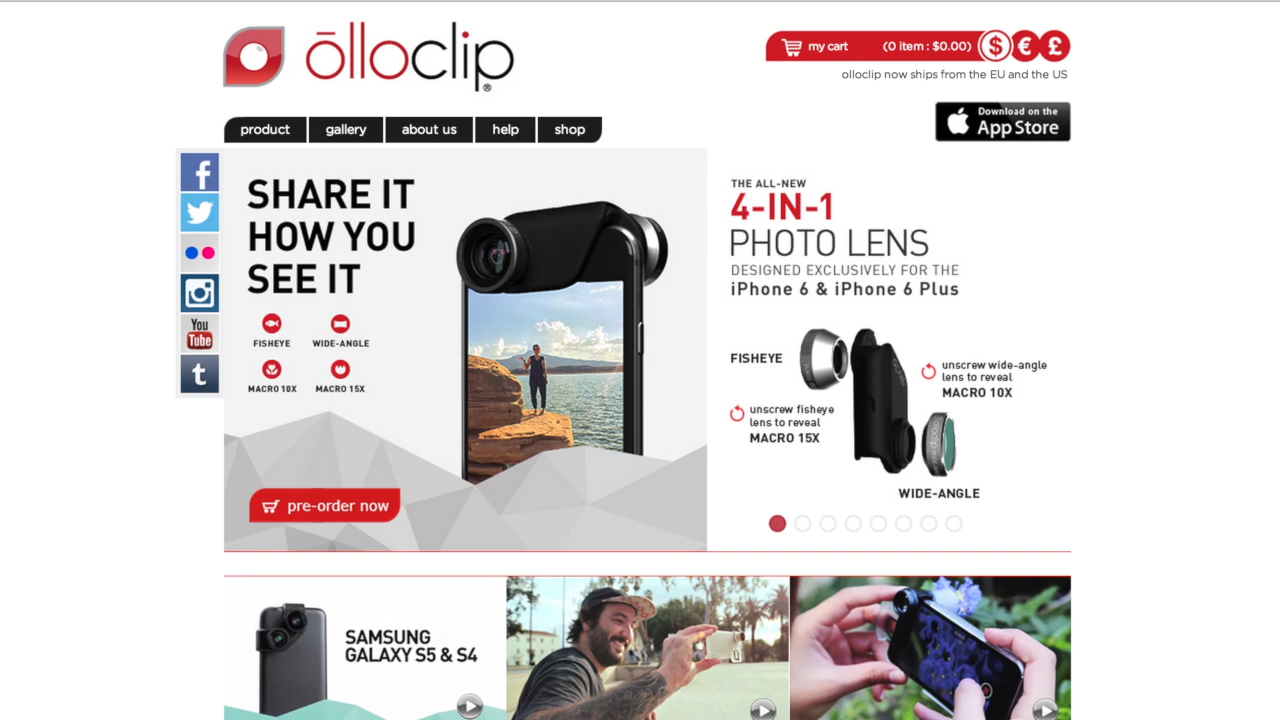 ōlloclip®
my cart (0 item : $0.00) $ € £
olloclip now ships from the EU and the US
product gallery about us help shop
Download on the
App Store
f
You
Tube
t
SHARE IT
HOW YOU
SEE IT
FISHEYE WIDE-ANGLE
MACRO 10X MACRO 15X
pre-order now
THE ALL-NEW
4-IN-1
PHOTO LENS
DESIGNED EXCLUSIVELY FOR THE
iPhone 6 & iPhone 6 Plus
FISHEYE
unscrew wide-angle
lens to reveal
MACRO 10X
unscrew fisheye
lens to reveal
MACRO 15X
WIDE-ANGLE
SAMSUNG
GALAXY S5 & S4